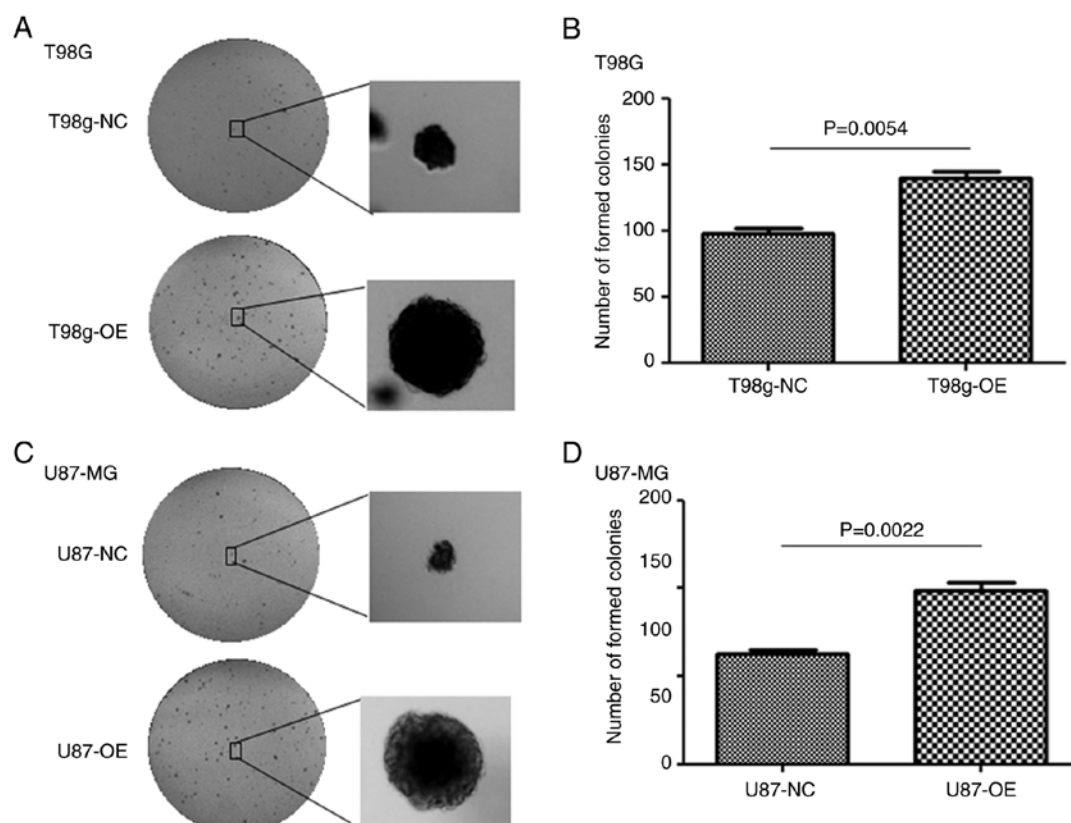 A
T98G
T98g-NC
T98g-OE
B
T98G
Number of formed colonies
200
150
100
50
0
P=0.0054
T98g-NC
T98g-OE
C
U87-MG
U87-NC
U87-OE
D
U87-MG
Number of formed colonies
200
150
100
50
0
P=0.0022
U87-NC
U87-OE